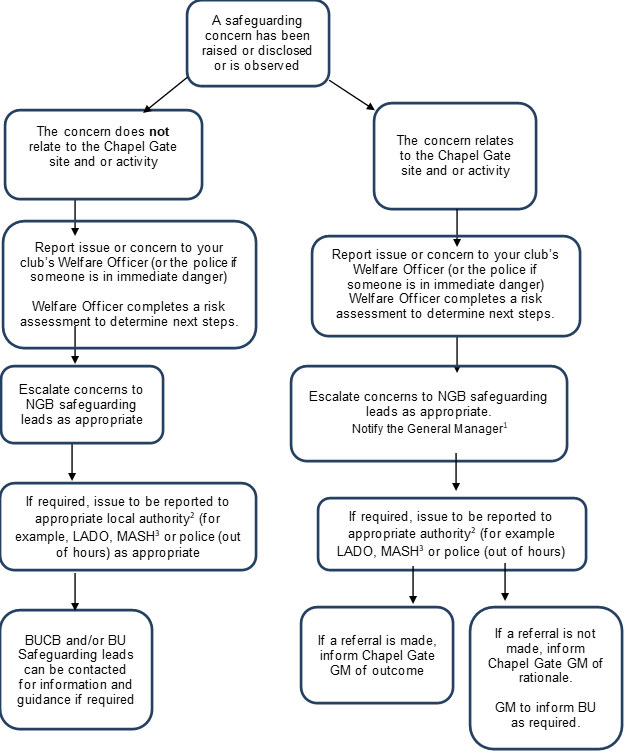 A safeguarding
concern has been
raised or disclosed
or is observed
The concern does not
relate to the Chapel Gate
site and or activity
The concern relates
to the Chapel Gate
site and or activity
Report issue or concern to your
club’s Welfare Officer (or the police if
someone is in immediate danger)
Welfare Officer completes a risk
assessment to determine next steps.
Report issue or concern to your club’s
Welfare Officer (or the police if
someone is in immediate danger)
Welfare Officer completes a risk
assessment to determine next steps.
Escalate concerns to
NGB safeguarding
leads as appropriate
Escalate concerns to NGB safeguarding
leads as appropriate.
Notify the General Manager¹
If required, issue to be reported to
appropriate local authority² (for
example, LADO, MASH³ or police (out
of hours) as appropriate
If required, issue to be reported to
appropriate authority² (for example
LADO, MASH³ or police (out of hours)
BUCB and/or BU
Safeguarding leads
can be contacted
for information and
guidance if required
If a referral is made,
inform Chapel Gate
GM of outcome
If a referral is not
made, inform
Chapel Gate GM of
rationale.
GM to inform BU
as required.